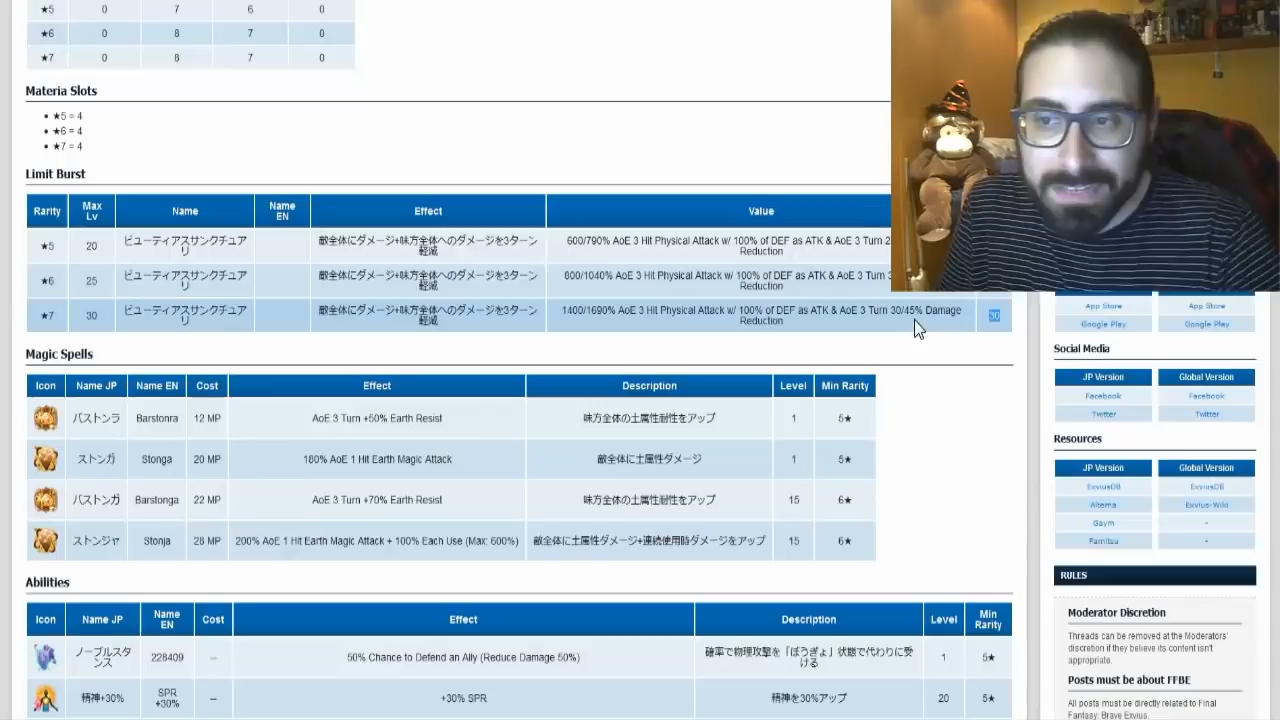 ★5 0 7 6 0
★6 0 8 7 0
★7 0 8 7 0
Materia Slots
★5 = 4
★6 = 4
★7 = 4
Limit Burst
Rarity Max Lv Name Name EN Effect Value
★5 20 ビューティアスサンクチュアリ 敵全体にダメージ+味方全体へのダメージを3ターン軽減 600/790% AoE 3 Hit Physical Attack w/ 100% of DEF as ATK & AoE 3 Turn 2 Reduction
★6 25 ビューティアスサンクチュアリ 敵全体にダメージ+味方全体へのダメージを3ターン軽減 800/1040% AoE 3 Hit Physical Attack w/ 100% of DEF as ATK & AoE 3 Turn 3 Reduction
★7 30 ビューティアスサンクチュアリ 敵全体にダメージ+味方全体へのダメージを3ターン軽減 1400/1690% AoE 3 Hit Physical Attack w/ 100% of DEF as ATK & AoE 3 Turn 30/45% Damage Reduction 30
Magic Spells
Icon Name JP Name EN Cost Effect Description Level Min Rarity
バストンラ Barstonra 12 MP AoE 3 Turn +50% Earth Resist 味方全体の土属性耐性をアップ 1 5★
ストンガ Stonga 20 MP 180% AoE 1 Hit Earth Magic Attack 敵全体に土属性ダメージ 1 5★
バストンガ Barstonga 22 MP AoE 3 Turn +70% Earth Resist 味方全体の土属性耐性をアップ 15 6★
ストンジャ Stonja 28 MP 200% AoE 1 Hit Earth Magic Attack + 100% Each Use (Max: 600%) 敵全体に土属性ダメージ+連続使用時ダメージをアップ 15 6★
Abilities
Icon Name JP Name EN Cost Effect Description Level Min Rarity
ノーブルスタンス 228409 – 50% Chance to Defend an Ally (Reduce Damage 50%) 確率で物理攻撃を「ぼうぎょ」状態で代わりに受ける 1 5★
精神+30% SPR +30% – +30% SPR 精神を30%アップ 20 5★
App Store App Store
Google Play Google Play
Social Media
JP Version Global Version
Facebook Facebook
Twitter Twitter
Resources
JP Version Global Version
ExviusDB ExviusDB
Altema Exvius-Wiki
Gaym -
Famitsu -
RULES
Moderator Discretion
Threads can be removed at the Moderators'
discretion if they believe its content isn't
appropriate.
Posts must be about FFBE
All posts must be directly related to Final
Fantasy: Brave Exvius.